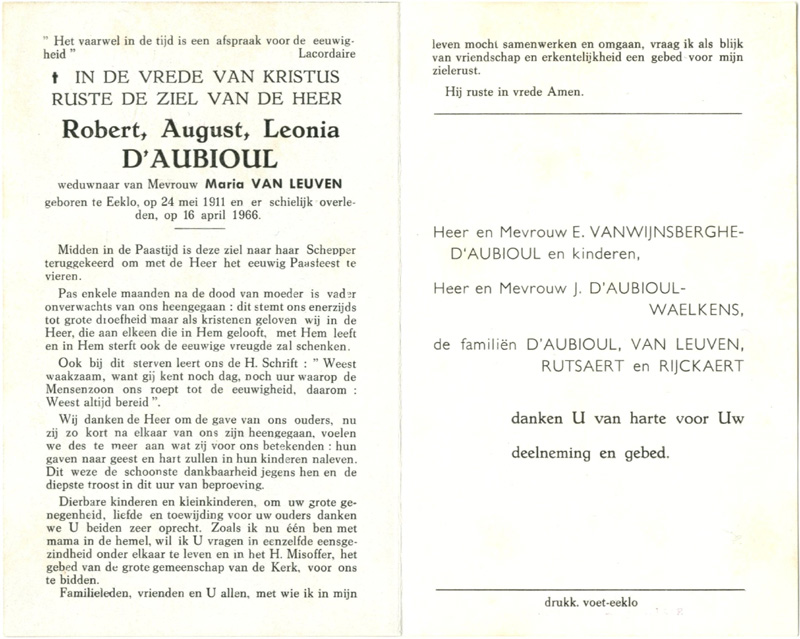 " Het vaarwel in de tijd is een afspraak voor de eeuwig-
heid " Lacordaire
✝ IN DE VREDE VAN KRISTUS
RUSTE DE ZIEL VAN DE HEER
Robert, August, Leonia
D'AUBIOUL
weduwnaar van Mevrouw Maria VAN LEUVEN
geboren te Eeklo, op 24 mei 1911 en er schielijk overle-
den, op 16 april 1966.
Midden in de Paastijd is deze ziel naar haar Schepper
teruggekeerd om met de Heer het eeuwig Paasfeest te
vieren.
Pas enkele maanden na de dood van moeder is vader
onverwachts van ons heengegaan : dit stemt ons enerzijds
tot grote droefheid maar als kristenen geloven wij in de
Heer, die aan elkeen die in Hem gelooft, met Hem leeft
en in Hem sterft ook de eeuwige vreugde zal schenken.
Ook bij dit sterven leert ons de H. Schrift : " Weest
waakzaam, want gij kent noch dag, noch uur waarop de
Mensenzoon ons roept tot de eeuwigheid, daarom :
Weest altijd bereid ".
Wij danken de Heer om de gave van ons ouders, nu
zij zo kort na elkaar van ons zijn heengegaan, voelen
we des te meer aan wat zij voor ons betekenden : hun
gaven naar geest en hart zullen in hun kinderen naleven.
Dit weze de schoonste dankbaarheid jegens hen en de
diepste troost in dit uur van beproeving.
Dierbare kinderen en kleinkinderen, om uw grote ge-
negenheid, liefde en toewijding voor uw ouders danken
we U beiden zeer oprecht. Zoals ik nu één ben met
mama in de hemel, wil ik U vragen in eenzelfde eensge-
zindheid onder elkaar te leven en in het H. Misoffer, het
gebed van de grote gemeenschap van de Kerk, voor ons
te bidden.
Familieleden, vrienden en U allen, met wie ik in mijn
leven mocht samenwerken en omgaan, vraag ik als blijk
van vriendschap en erkentelijkheid een gebed voor mijn
zielerust.
Hij ruste in vrede Amen.
Heer en Mevrouw E. VANWIJNSBERGHE-
D'AUBIOUL en kinderen,
Heer en Mevrouw J. D'AUBIOUL-
WAELKENS,
de familiën D'AUBIOUL, VAN LEUVEN,
RUTSAERT en RIJCKAERT
danken U van harte voor Uw
deelneming en gebed.
drukk. voet-eeklo